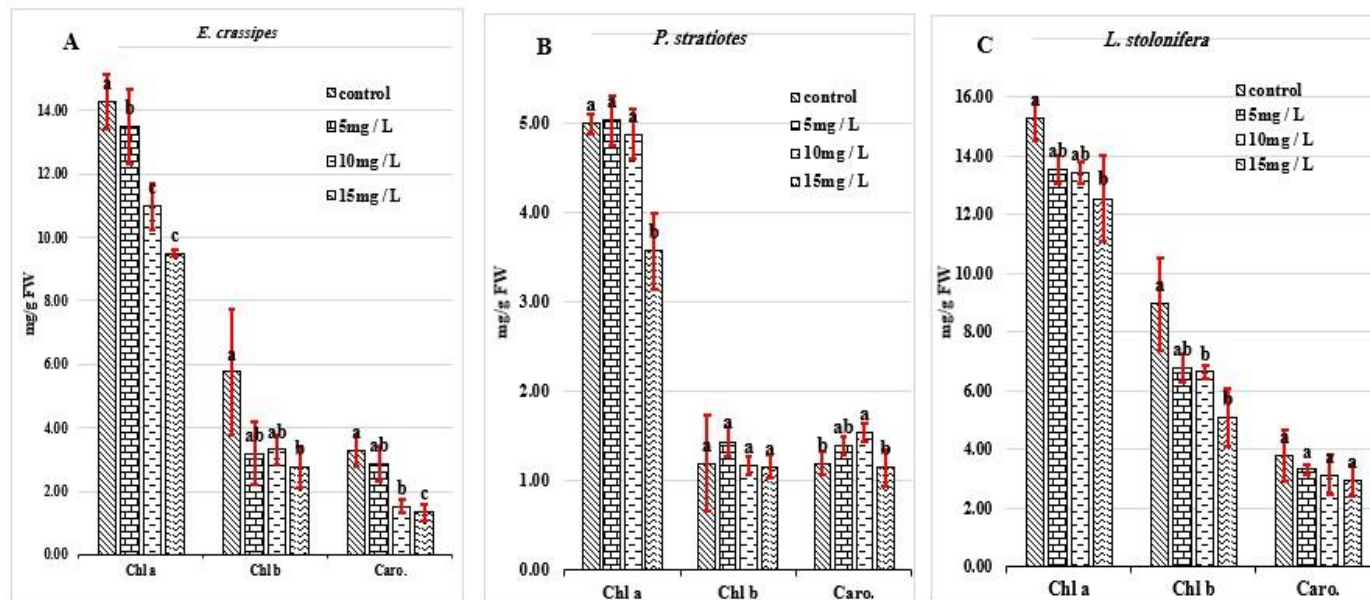 A
E. crassipes
control
5mg / L
10mg / L
15mg / L
mg/g FW
14.00
12.00
10.00
8.00
6.00
4.00
2.00
0.00
a
b
c
c
a
ab
ab
b
a
ab
b
c
Chl a
Chl b
Caro.
B
P. stratiotes
control
5mg / L
10mg / L
15mg / L
mg/g FW
5.00
4.00
3.00
2.00
1.00
0.00
a
a
a
b
a
a
a
a
b
ab
a
b
Chl a
Chl b
Caro.
C
L. stolonifera
control
5mg / L
10mg / L
15mg / L
mg/g FW
16.00
14.00
12.00
10.00
8.00
6.00
4.00
2.00
0.00
a
ab
ab
b
a
ab
b
b
a
a
a
a
Chl a
Chl b
Caro.